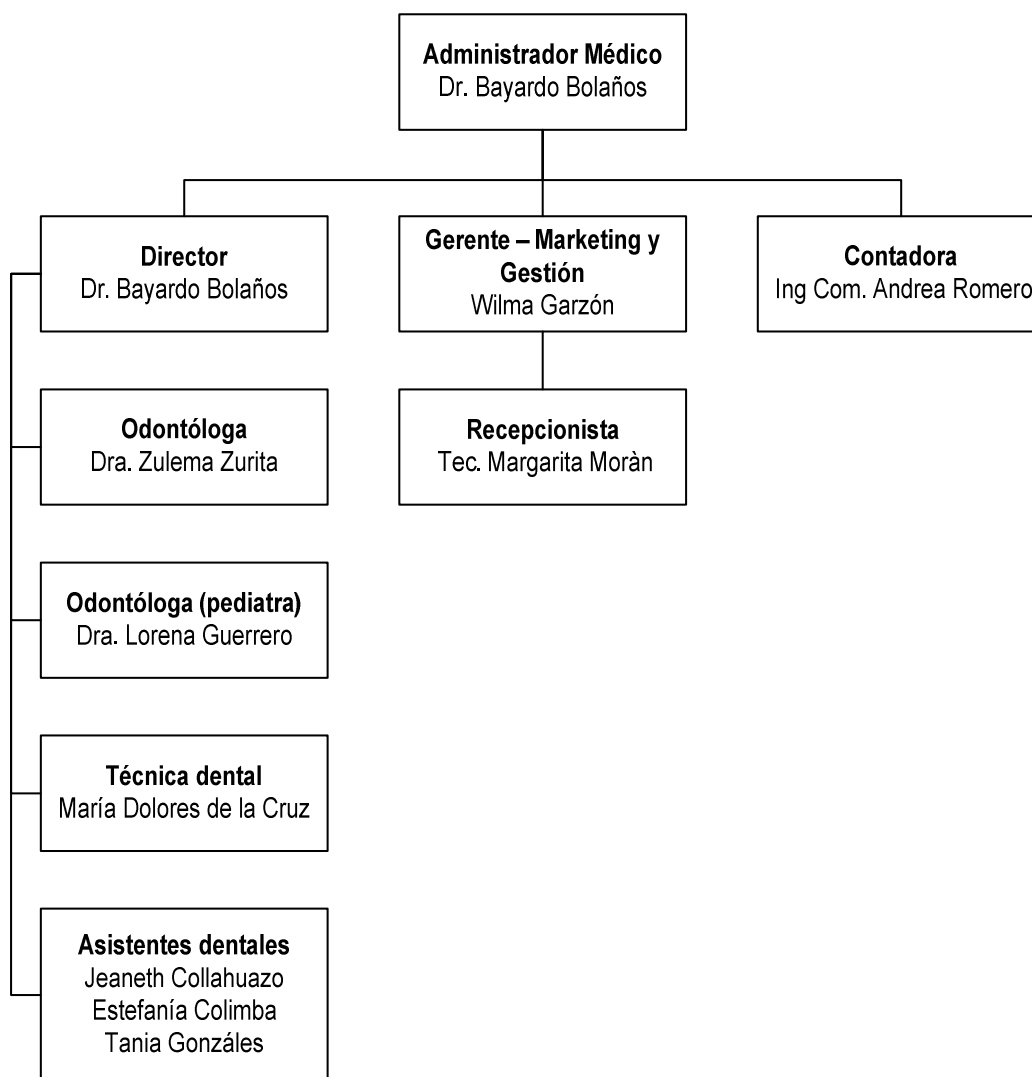 Administrador Médico
Dr. Bayardo Bolaños
Director
Dr. Bayardo Bolaños
Gerente – Marketing y
Gestión
Wilma Garzón
Contadora
Ing Com. Andrea Romero
Odontóloga
Dra. Zulema Zurita
Recepcionista
Tec. Margarita Moràn
Odontóloga (pediatra)
Dra. Lorena Guerrero
Técnica dental
María Dolores de la Cruz
Asistentes dentales
Jeaneth Collahuazo
Estefanía Colimba
Tania Gonzáles